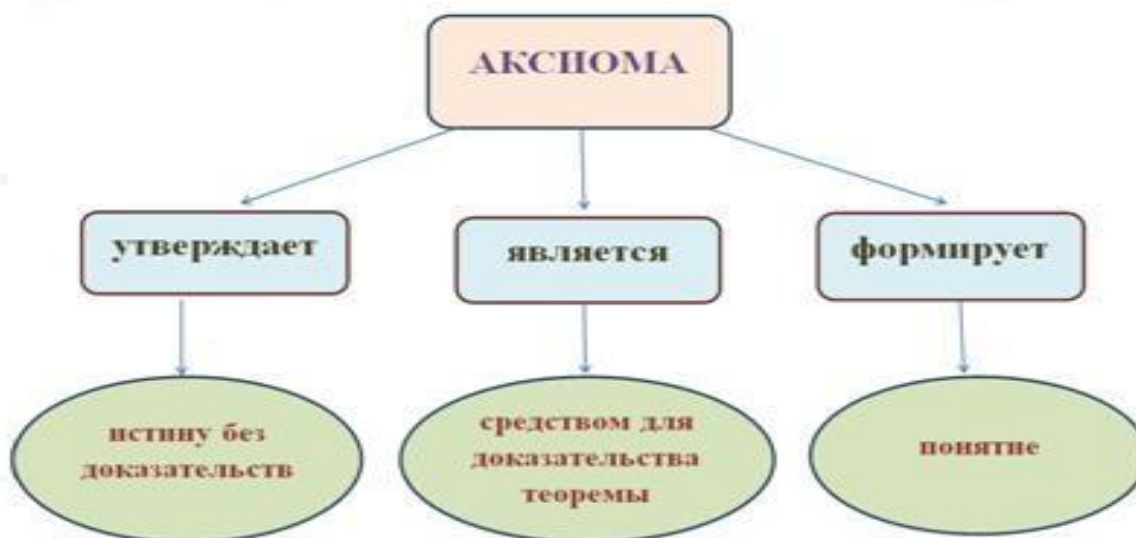 АКСИОМА
утверждает
является
формирует
истину без
доказательств
средством для
доказательства
теоремы
понятие